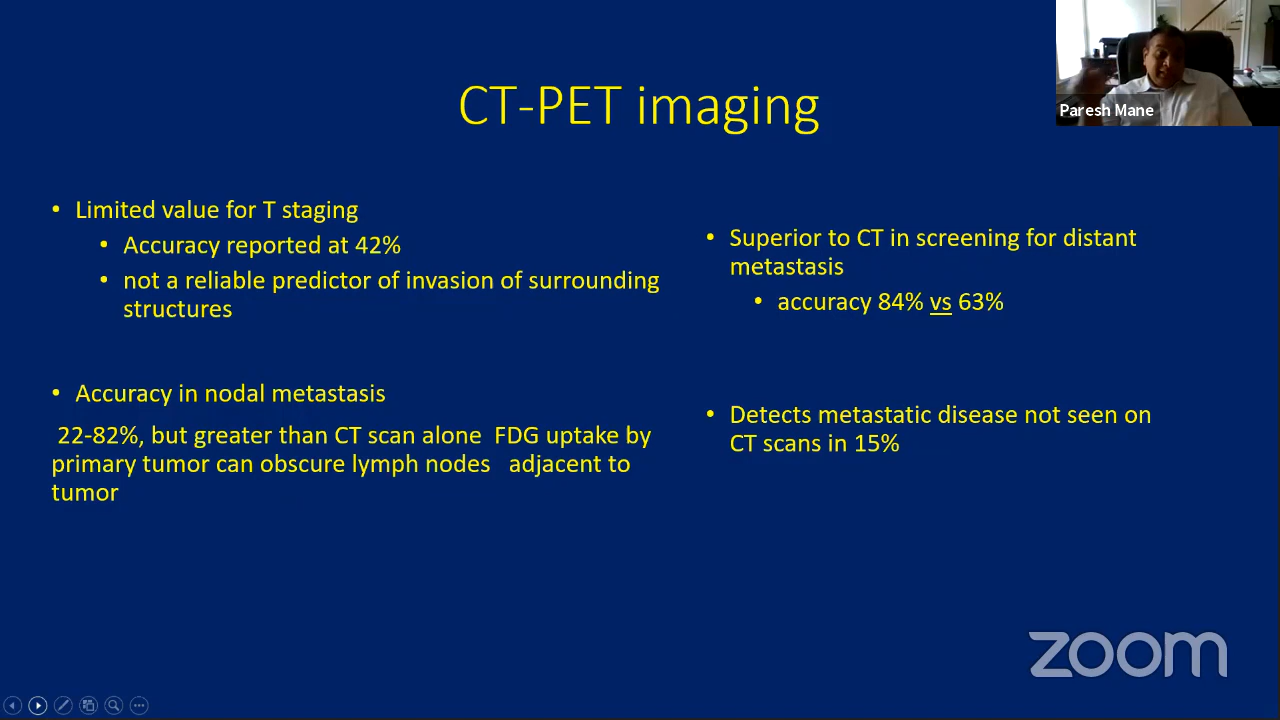 CT-PET imaging
Paresh Mane
• Limited value for T staging
• Accuracy reported at 42%
• not a reliable predictor of invasion of surrounding
structures
• Accuracy in nodal metastasis
22-82%, but greater than CT scan alone FDG uptake by
primary tumor can obscure lymph nodes adjacent to
tumor
• Superior to CT in screening for distant
metastasis
• accuracy 84% vs 63%
• Detects metastatic disease not seen on
CT scans in 15%
zoom